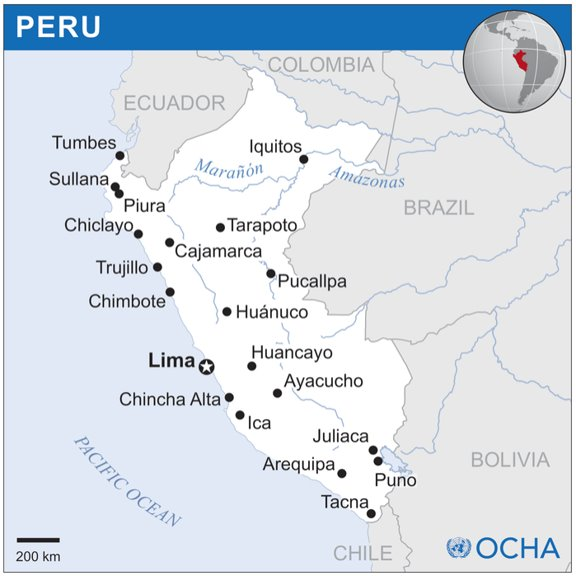 PERU
COLOMBIA
ECUADOR
Tumbes
Iquitos
Marañón
Amazonas
Sullana
Piura
BRAZIL
Chiclayo
Tarapoto
Cajamarca
Trujillo
Pucallpa
Chimbote
Huánuco
Lima
Huancayo
Ayacucho
Chincha Alta
Ica
Juliaca
Arequipa
BOLIVIA
Puno
PACIFIC OCEAN
Tacna
200 km
CHILE
OCHA